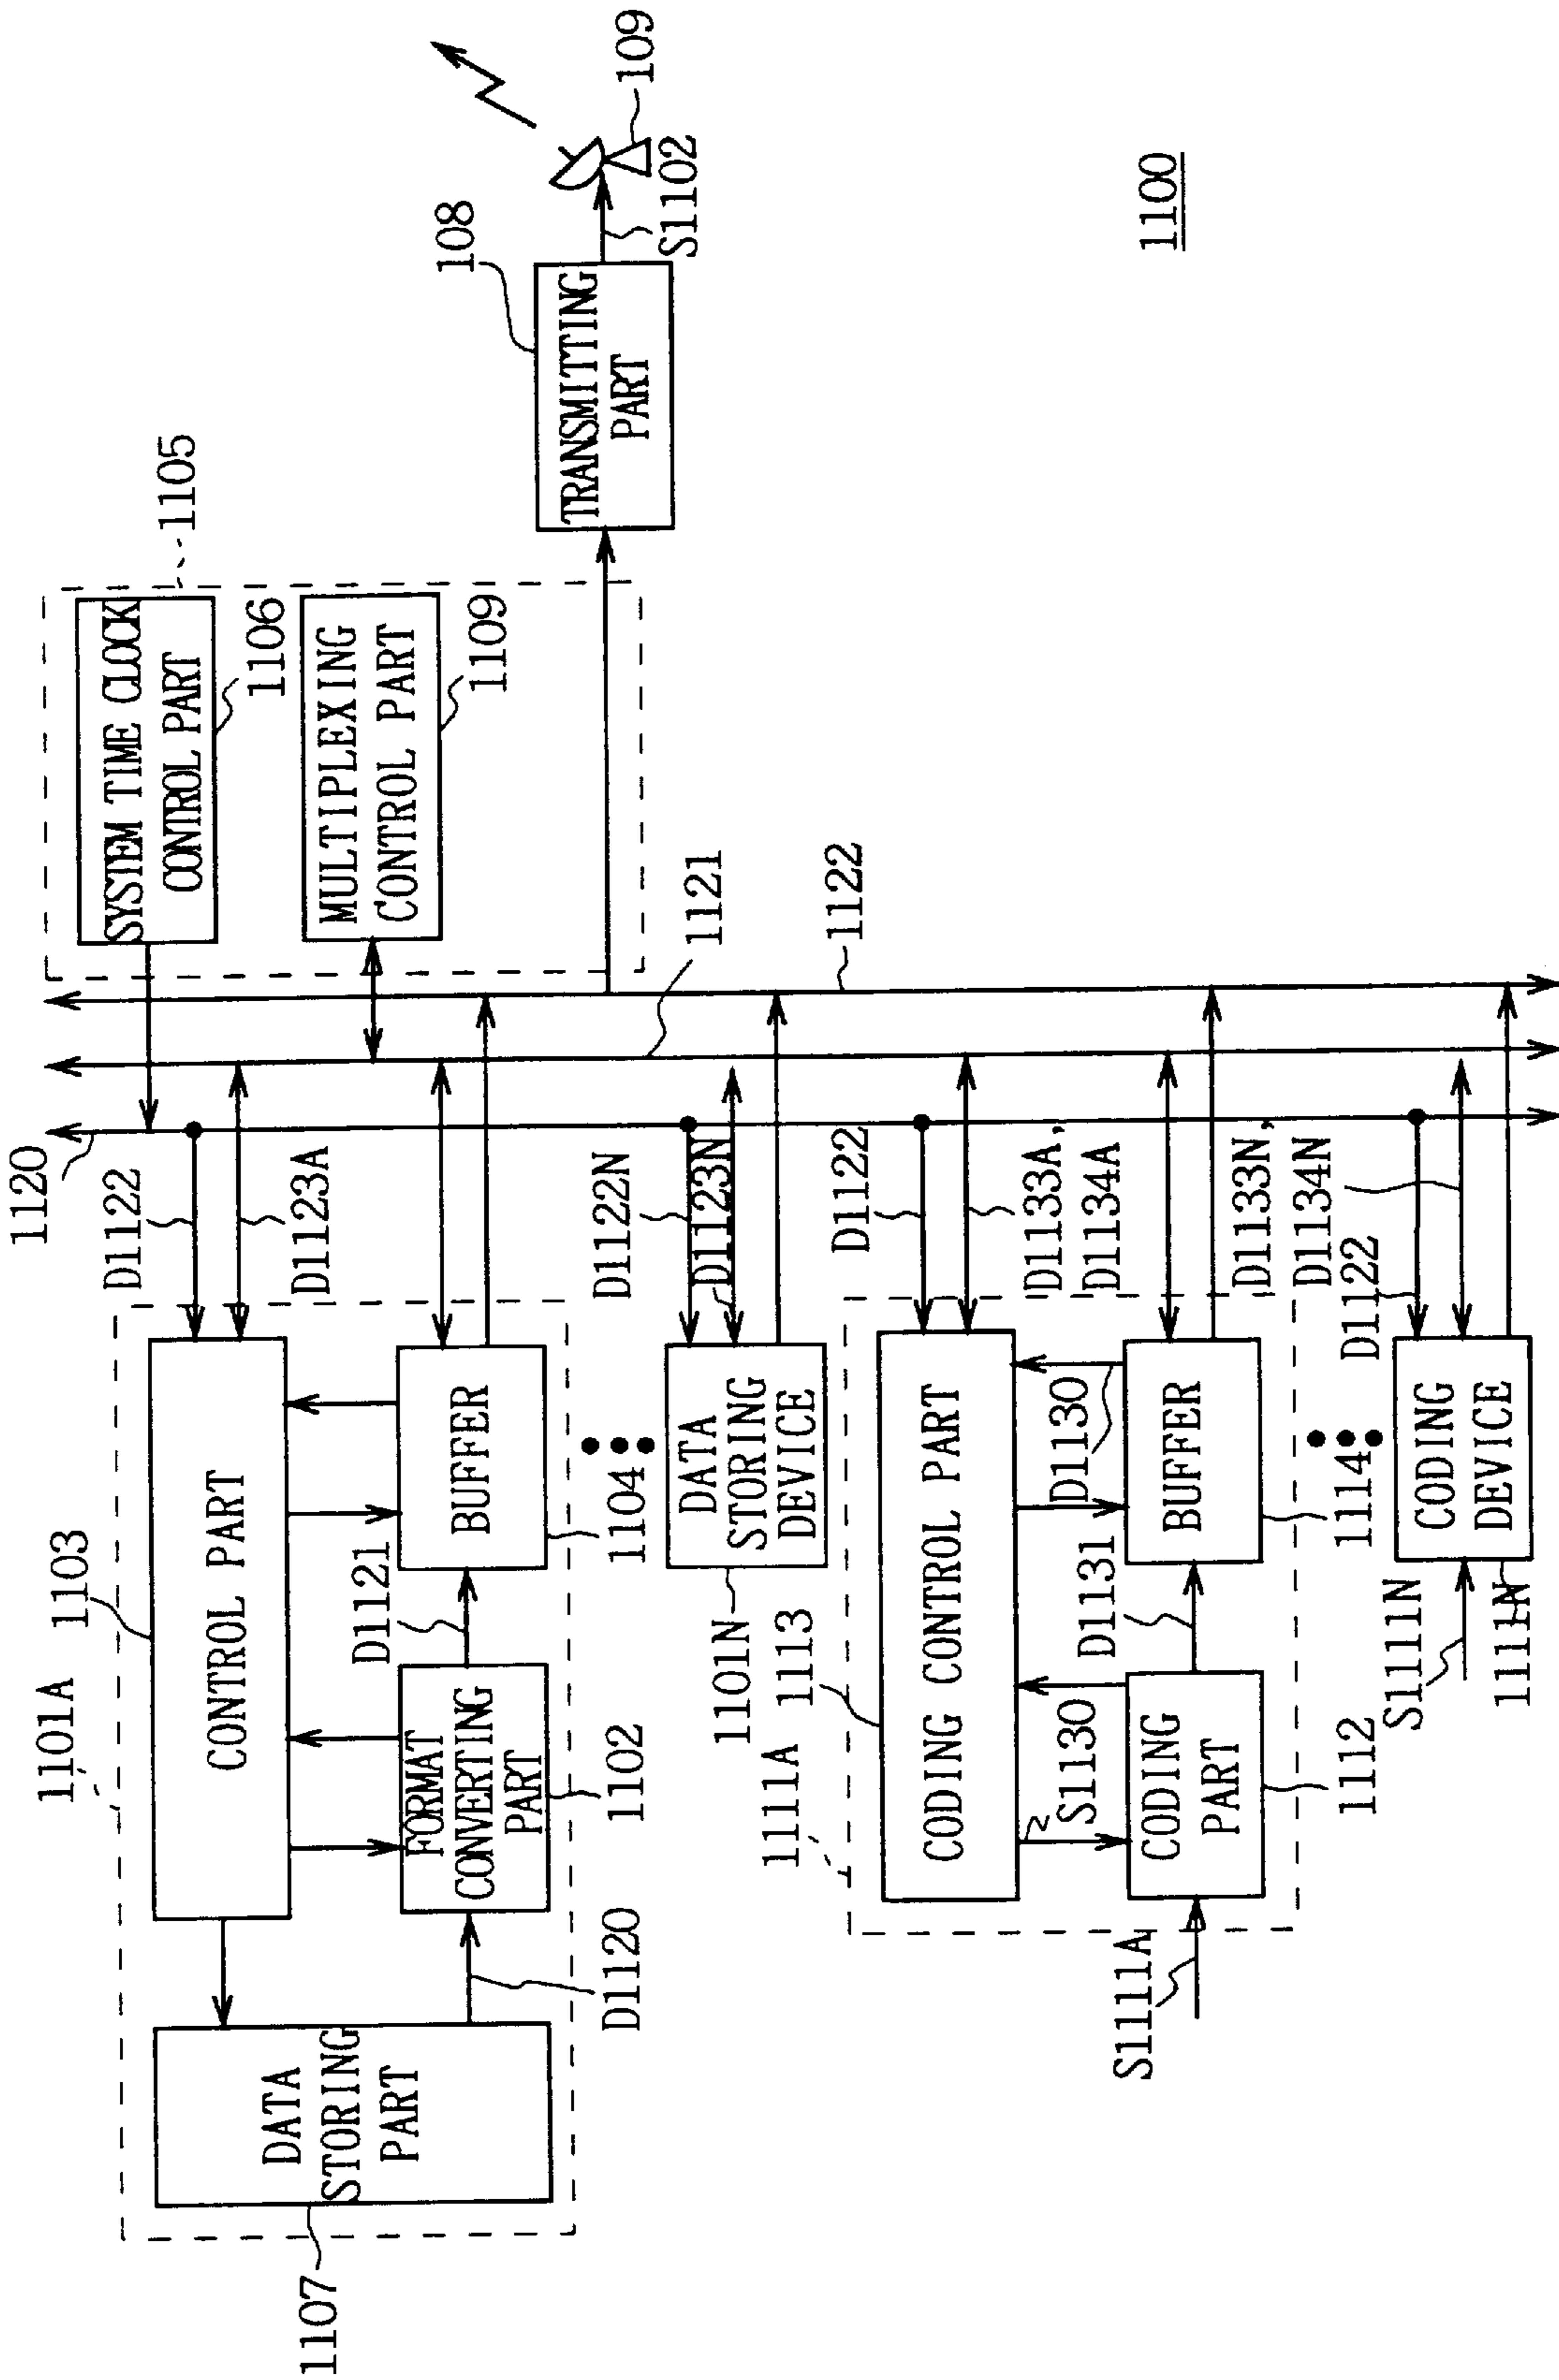 1101A
1103
1107
DATA
STORING
PART
CONTROL PART
D1120
FORMAT
CONVERTING
PART
1102
D1121
BUFFER
1104
1120
D1122
D1123A
SYSTEM TIME CLOCK
CONTROL PART
1106
1105
MULTIPLEXING
CONTROL PART
1109
1121
1122
108
TRANSMITTING
PART
S1102
109
1101N
DATA
STORING
DEVICE
D1122N
D1123N
1111A
1113
CODING CONTROL PART
S1130
D1130
S1111A
CODING
PART
1112
D1131
BUFFER
1114
D1122
D1133A,
D1134A
D1133N,
D1134N
D1122
S1111N
1111N
CODING
DEVICE
1100